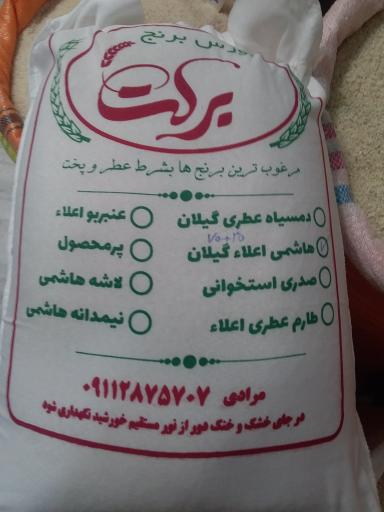 برنج
برکت
مرغوب ترین برنج ها بشرط عطر و پخت
دمسیاه عطری گیلان
عنبربو اعلاء
هاشمی اعلاء گیلان
پرمحصول
صدری استخوانی
لاشه هاشمی
طارم عطری اعلاء
نیمدانه هاشمی
مرادی ۰۹۱۱۲۸۷۵۷۰۷
در جای خشک و خنک دور از نور مستقیم خورشید نگهداری شود